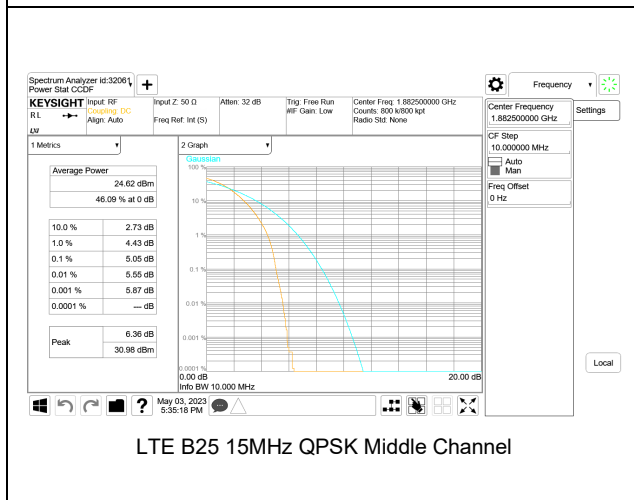 Spectrum Analyzer id:32061
Power Stat CCDF
Frequency
KEYSIGHT
RL
LXI
Input: RF
Coupling: DC
Align: Auto
Input Z: 50 Ω
Freq Ref: Int (S)
Atten: 32 dB
Trig: Free Run
#IF Gain: Low
Center Freq: 1.882500000 GHz
Counts: 800 k/800 kpt
Radio Std: None
Center Frequency
1.882500000 GHz
Settings
CF Step
10.000000 MHz
Auto
Man
Freq Offset
0 Hz
1 Metrics
2 Graph
Average Power
24.62 dBm
46.09 % at 0 dB
10.0 % 2.73 dB
1.0 % 4.43 dB
0.1 % 5.05 dB
0.01 % 5.55 dB
0.001 % 5.87 dB
0.0001 % --- dB
Peak
6.36 dB
30.98 dBm
Gaussian
100 %
10 %
1 %
0.1 %
0.01 %
0.001 %
0.0001 %
0.00 dB 20.00 dB
Info BW 10.000 MHz
Local
May 03, 2023
5:35:18 PM
LTE B25 15MHz QPSK Middle Channel